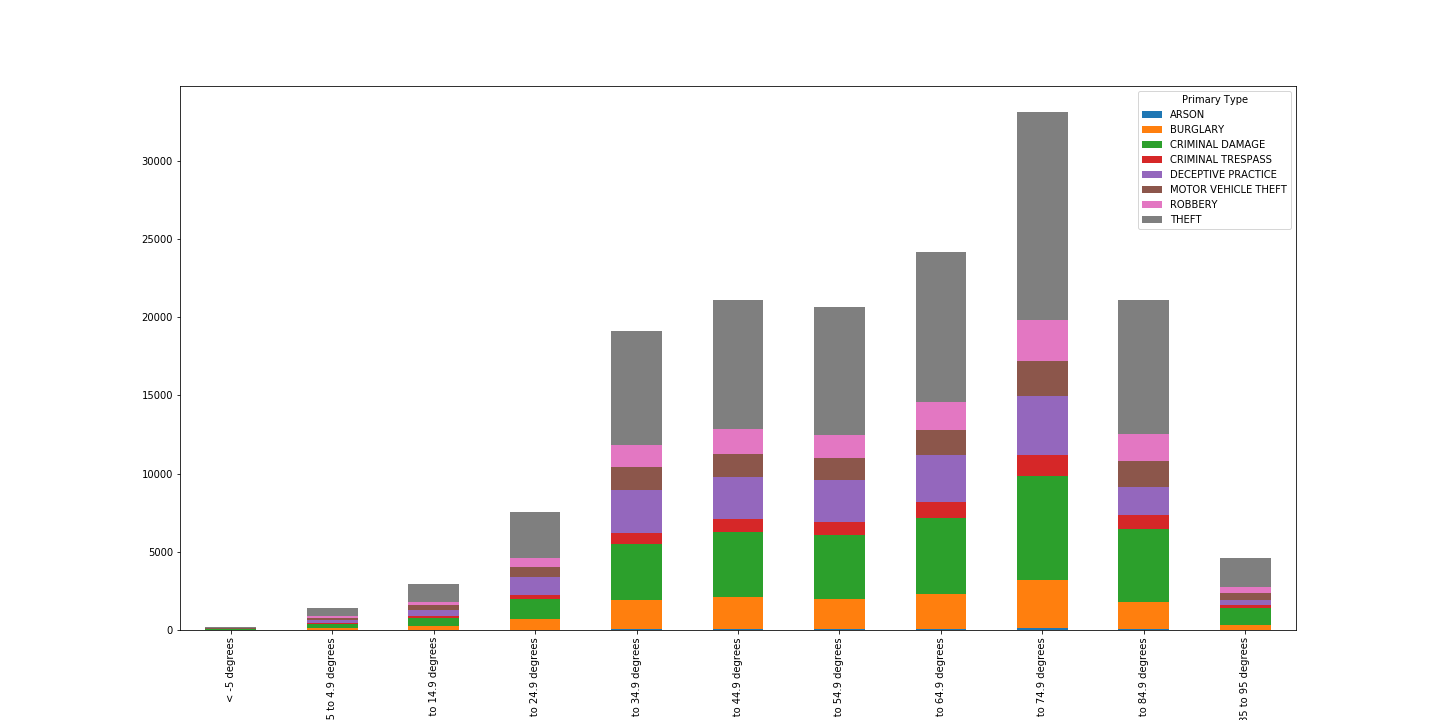 Primary Type
ARSON
BURGLARY
CRIMINAL DAMAGE
CRIMINAL TRESPASS
DECEPTIVE PRACTICE
MOTOR VEHICLE THEFT
ROBBERY
THEFT
30000
25000
20000
15000
10000
5000
0
< -5 degrees
5 to 4.9 degrees
to 14.9 degrees
to 24.9 degrees
to 34.9 degrees
to 44.9 degrees
to 54.9 degrees
to 64.9 degrees
to 74.9 degrees
to 84.9 degrees
to 95 degrees